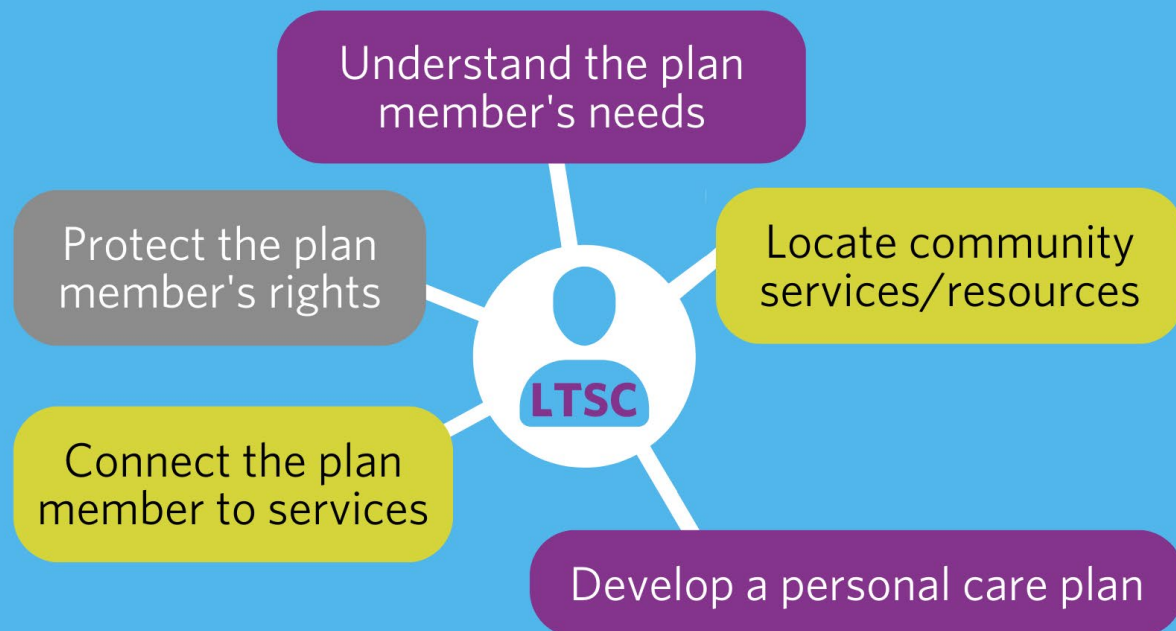 Understand the plan
member's needs
Protect the plan
member's rights
Locate community
services/resources
LTSC
Connect the plan
member to services
Develop a personal care plan